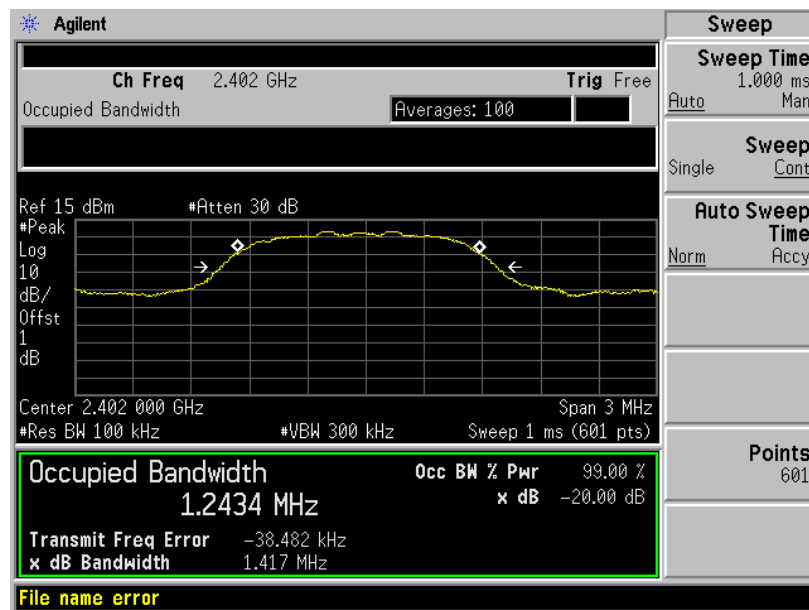 Agilent
Sweep
Ch Freq 2.402 GHz Trig Free
Occupied Bandwidth Averages: 100
Ref 15 dBm #Atten 30 dB
#Peak
Log
10
dB/
Offst
1
dB
Center 2.402 000 GHz Span 3 MHz
#Res BW 100 kHz #VBW 300 kHz Sweep 1 ms (601 pts)
Occupied Bandwidth
1.2434 MHz
Occ BW % Pwr 99.00 %
x dB -20.00 dB
Transmit Freq Error -38.482 kHz
x dB Bandwidth 1.417 MHz
File name error
Sweep Time
1.000 ms
Auto Man
Sweep
Single Cont
Auto Sweep
Time
Norm Accy
Points
601